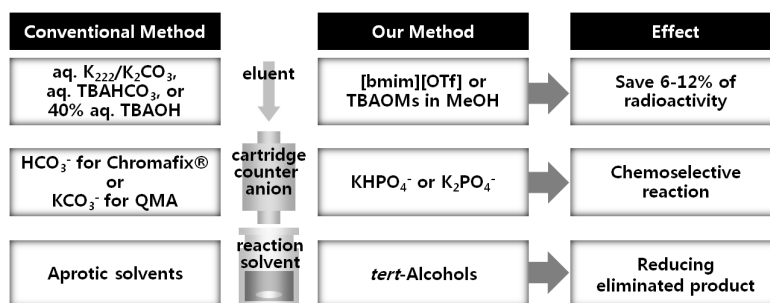 Conventional Method
Our Method
Effect
aq. K₂₂₂/K₂CO₃,
aq. TBAHCO₃, or
40% aq. TBAOH
eluent
[bmim][OTf] or
TBAOMs in MeOH
Save 6-12% of
radioactivity
HCO₃⁻ for Chromafix®
or
KCO₃⁻ for QMA
cartridge
counter
anion
KHPO₄⁻ or K₂PO₄⁻
Chemoselective
reaction
Aprotic solvents
reaction
solvent
tert-Alcohols
Reducing
eliminated product